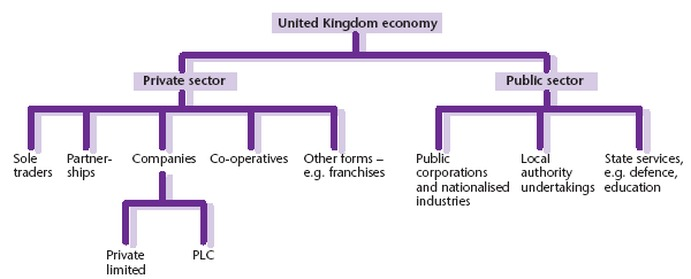 United Kingdom economy
Private sector
Public sector
Sole
traders
Partner-
ships
Companies
Co-operatives
Other forms –
e.g. franchises
Public
corporations
and nationalised
industries
Local
authority
undertakings
State services,
e.g. defence,
education
Private
limited
PLC